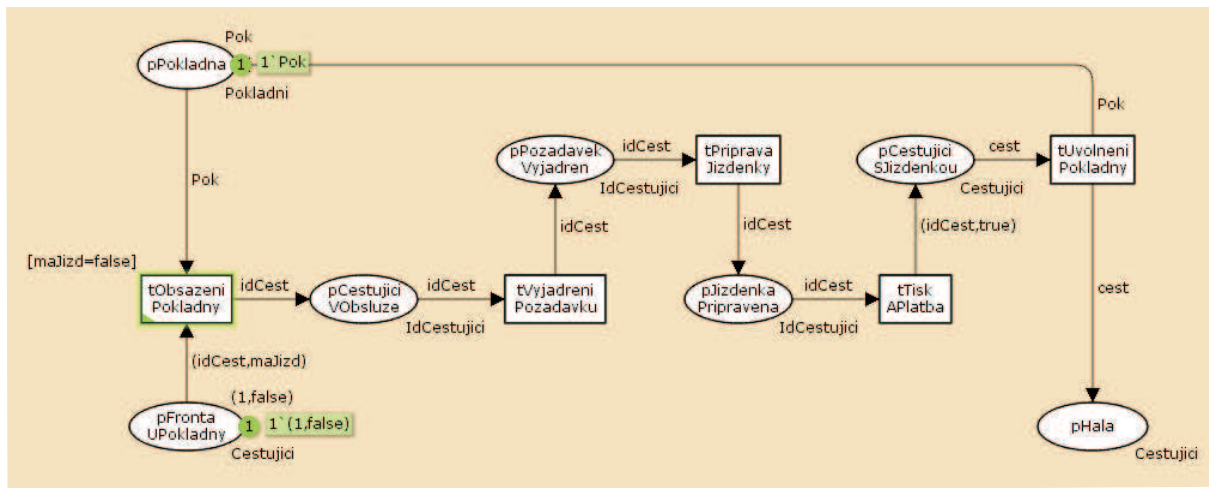 Pok
pPokladna
1
1`Pok
Pokladni
Pok
Pok
pPozadavek
Vyjadren
idCest
IdCestujici
tPriprava
Jizdenky
pCestujici
SJizdenkou
cest
Cestujici
tUvolneni
Pokladny
idCest
idCest
(idCest,true)
[maJizd=false]
tObsazeni
Pokladny
idCest
pCestujici
VObsluze
idCest
IdCestujici
tVyjadreni
Pozadavku
pJizdenka
Pripravena
idCest
IdCestujici
tTisk
APlatba
cest
(idCest,maJizd)
(1,false)
pFronta
UPokladny
1
1`(1,false)
Cestujici
pHala
Cestujici